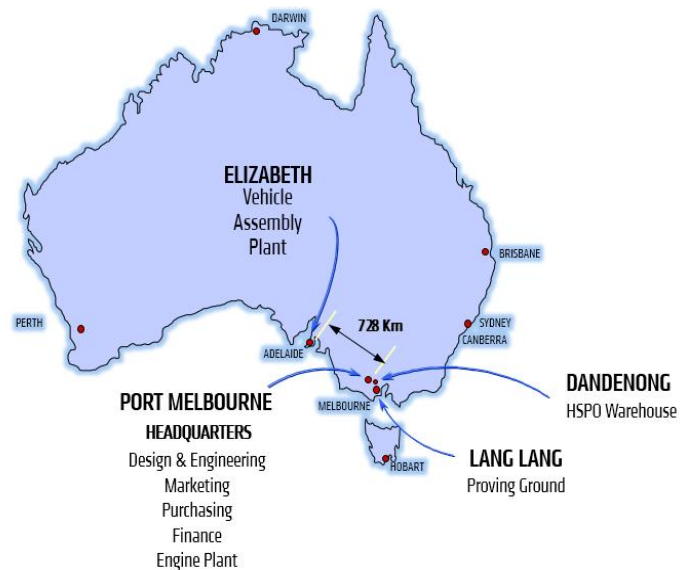 DARWIN
ELIZABETH
Vehicle
Assembly
Plant
BRISBANE
PERTH
728 Km
SYDNEY
CANBERRA
ADELAIDE
PORT MELBOURNE
HEADQUARTERS
Design & Engineering
Marketing
Purchasing
Finance
Engine Plant
MELBOURNE
DANDENONG
HSPO Warehouse
LANG LANG
Proving Ground
HOBART